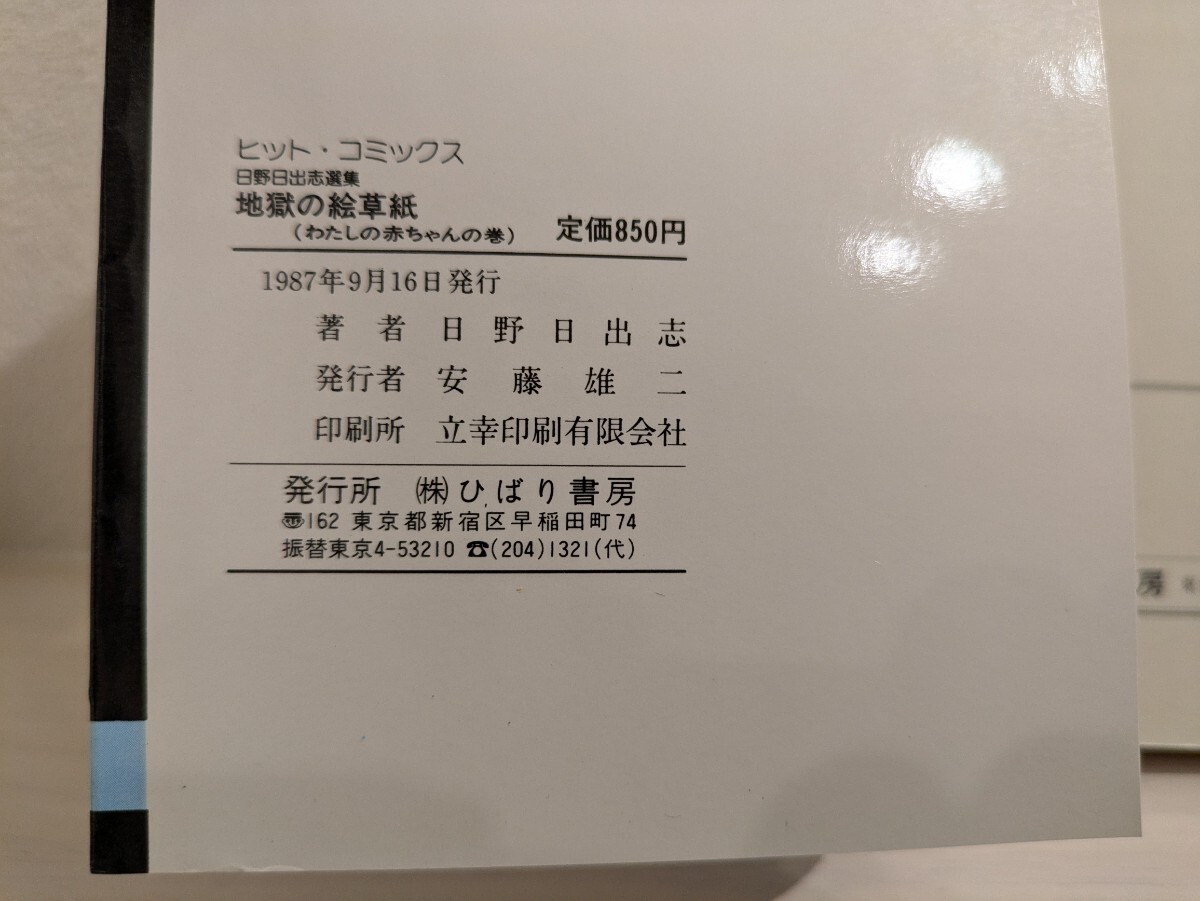 ヒット・コミックス
日野日出志選集
地獄の絵草紙
(わたしの赤ちゃんの巻) 定価850円
1987年9月16日発行
著者 日野日出志
発行者 安藤雄二
印刷所 立幸印刷有限会社
発行所 ㈱ひばり書房
〠162 東京都新宿区早稲田町74
振替東京4-53210 ☎(204)1321(代)
房